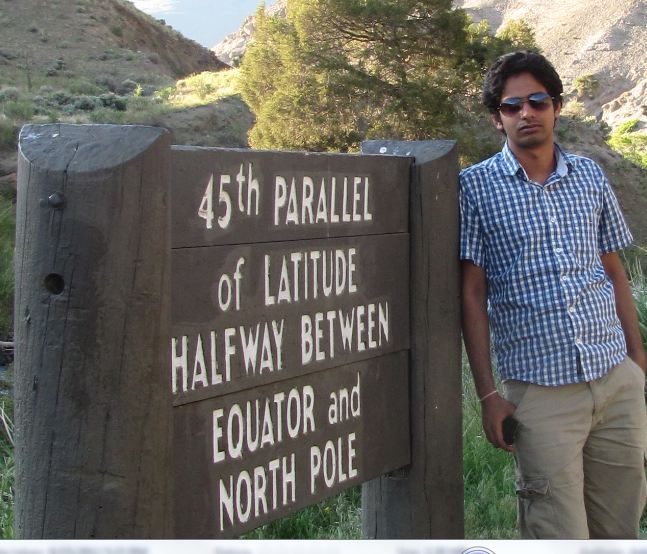 45th PARALLEL
of LATITUDE
HALFWAY BETWEEN
EQUATOR and
NORTH POLE